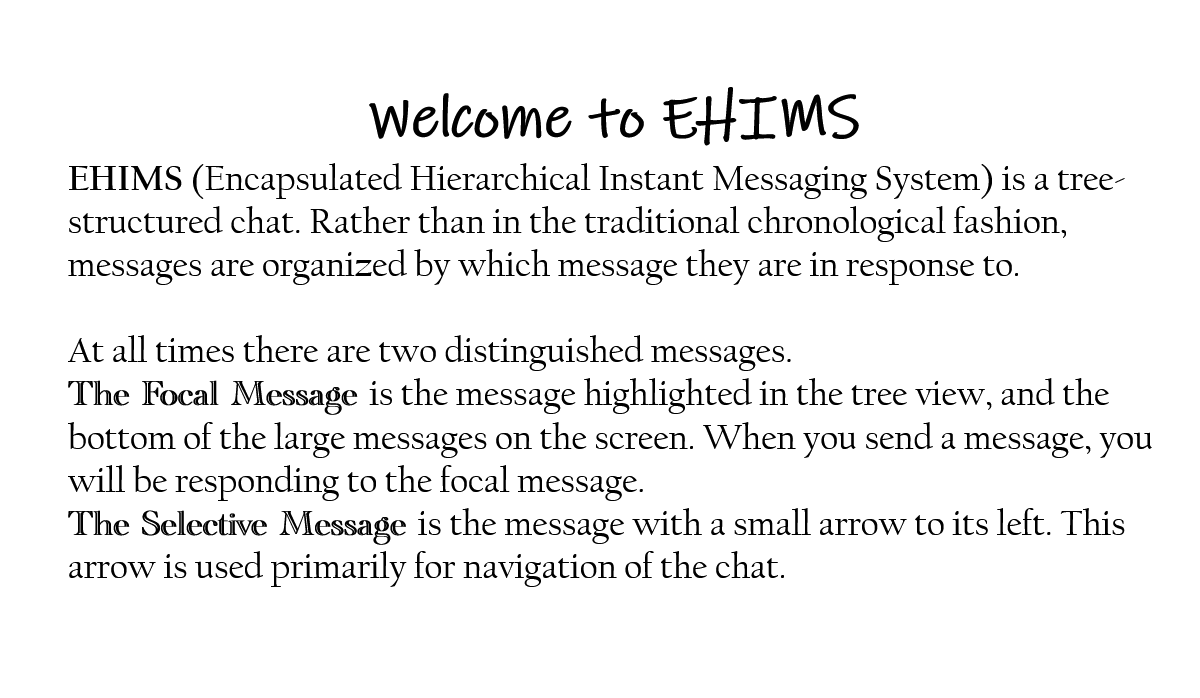 Welcome to EHIMS
EHIMS (Encapsulated Hierarchical Instant Messaging System) is a tree-
structured chat. Rather than in the traditional chronological fashion,
messages are organized by which message they are in response to.
At all times there are two distinguished messages.
The Focal Message is the message highlighted in the tree view, and the
bottom of the large messages on the screen. When you send a message, you
will be responding to the focal message.
The Selective Message is the message with a small arrow to its left. This
arrow is used primarily for navigation of the chat.